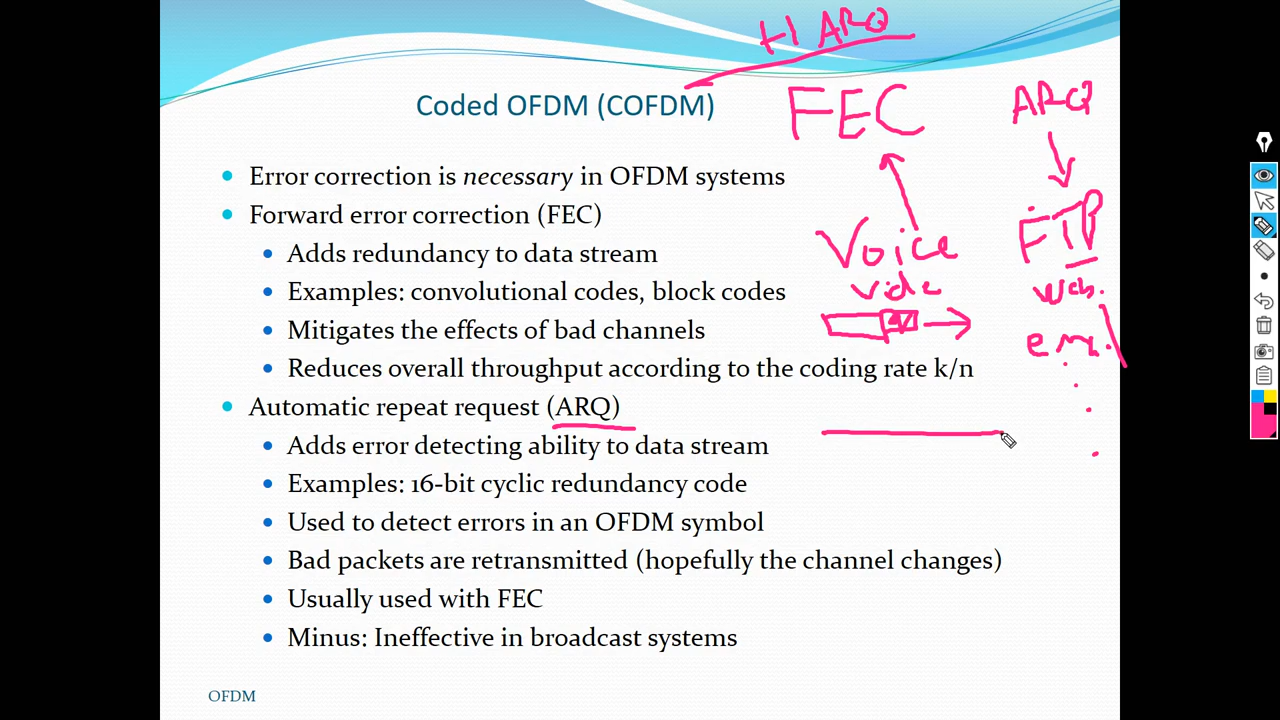 H ARQ
Coded OFDM (COFDM)
FEC
ARQ
Error correction is necessary in OFDM systems
Forward error correction (FEC)
Adds redundancy to data stream
Voice
FTP
Examples: convolutional codes, block codes
vide
web.
Mitigates the effects of bad channels
em.
Reduces overall throughput according to the coding rate k/n
Automatic repeat request (ARQ)
Adds error detecting ability to data stream
Examples: 16-bit cyclic redundancy code
Used to detect errors in an OFDM symbol
Bad packets are retransmitted (hopefully the channel changes)
Usually used with FEC
Minus: Ineffective in broadcast systems
OFDM